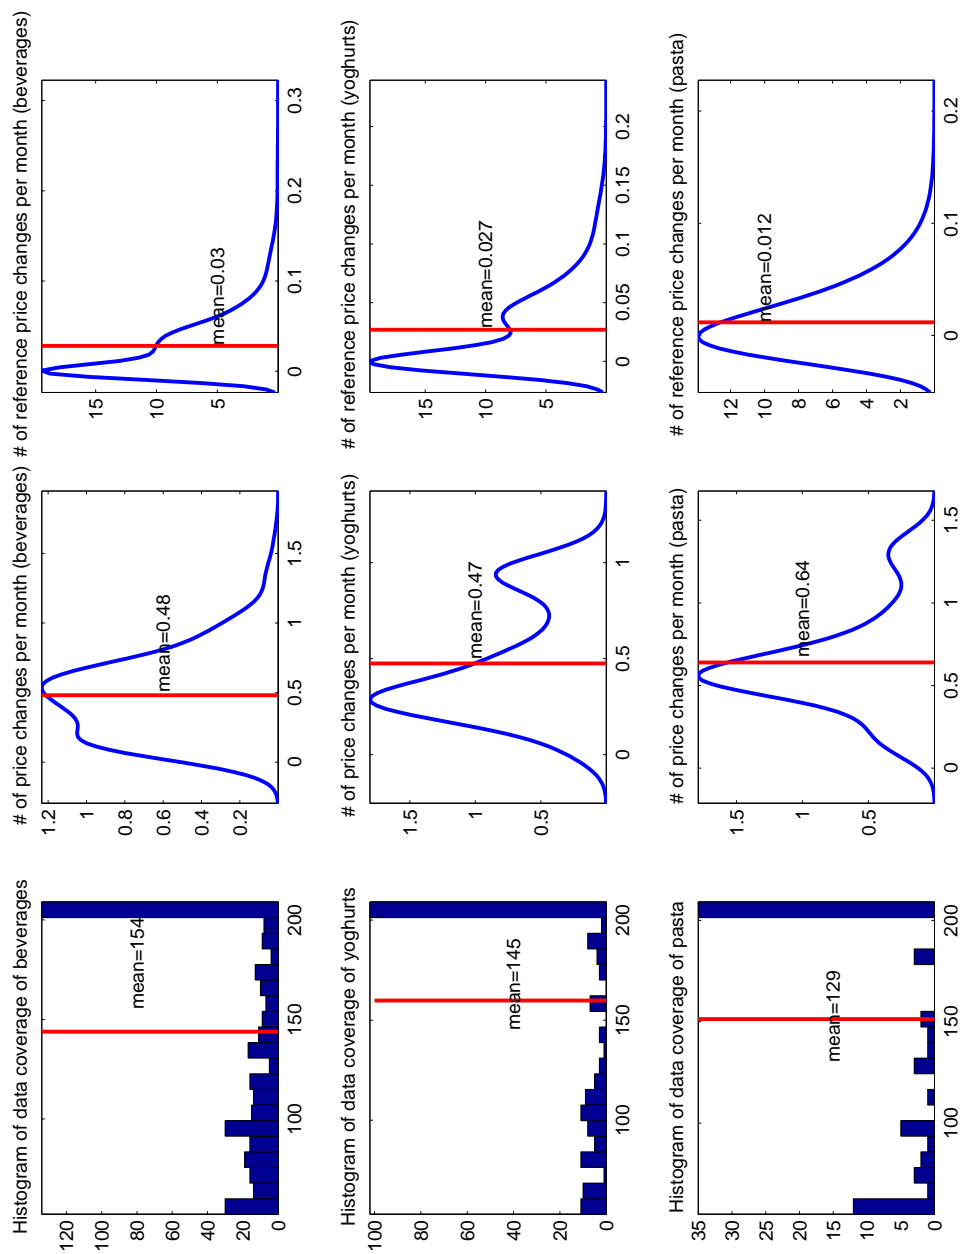 Histogram of data coverage of beverages
120
100
80
60
40
20
0
mean=154
100 150 200
# of price changes per month (beverages)
1.2
1
0.8
0.6
0.4
0.2
mean=0.48
0 0.5 1 1.5
# of reference price changes per month (beverages)
15
10
5
mean=0.03
0 0.1 0.2 0.3
Histogram of data coverage of yoghurts
100
80
60
40
20
0
mean=145
100 150 200
# of price changes per month (yoghurts)
1.5
1
0.5
mean=0.47
0 0.5 1
# of reference price changes per month (yoghurts)
15
10
5
mean=0.027
0 0.05 0.1 0.15 0.2
Histogram of data coverage of pasta
35
30
25
20
15
10
5
0
mean=129
100 150 200
# of price changes per month (pasta)
1.5
1
0.5
mean=0.64
0 0.5 1 1.5
# of reference price changes per month (pasta)
12
10
8
6
4
2
mean=0.012
0 0.1 0.2